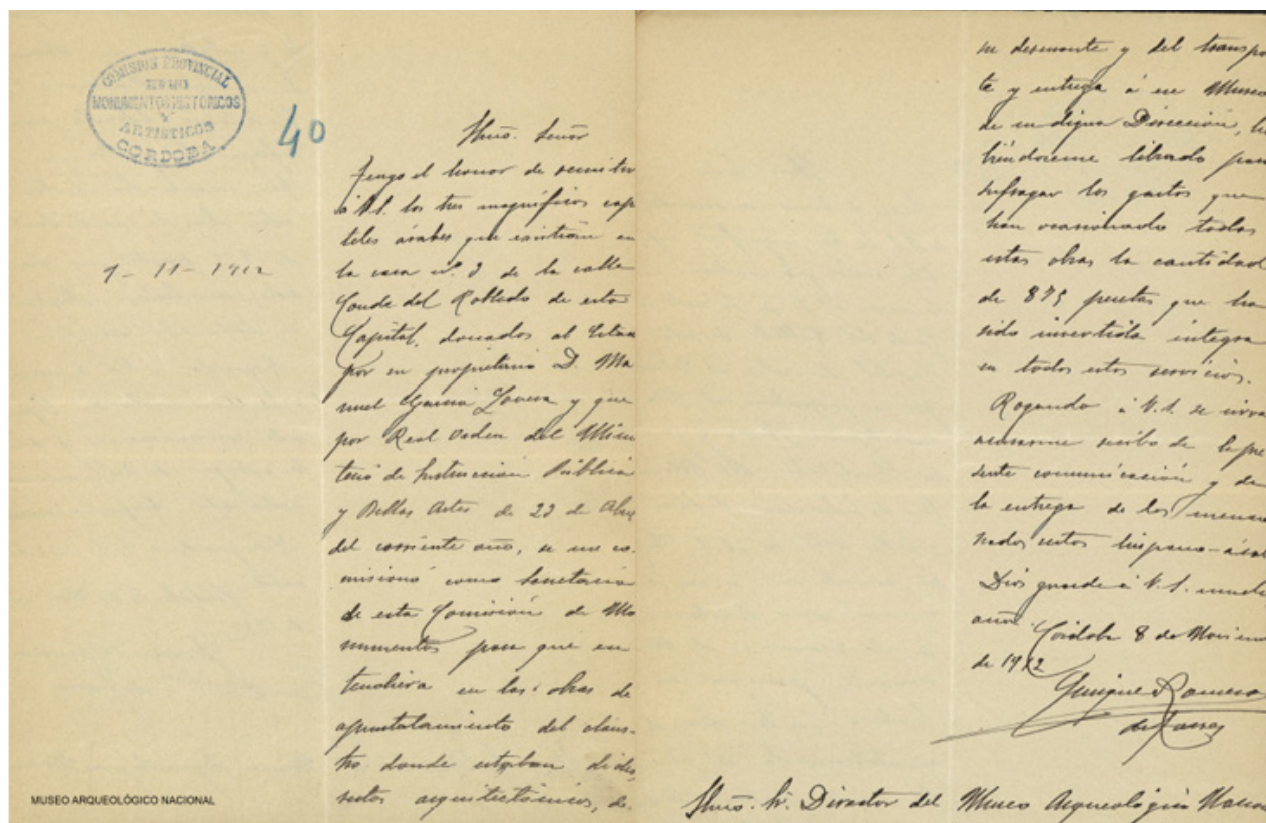 COMISIÓN PROVINCIAL
DE
MONUMENTOS HISTÓRICOS
Y
ARTÍSTICOS
CÓRDOBA
40
9-11-1912
Ilmo. Señor
Tengo el honor de remitir
á V.I. los tres magníficos capi
teles árabes que existían en
la casa nº 3 de la calle
Conde del Robledo de esta
Capital, donados al Estado
por su propietario D. Ma
nuel García Lovera y que
por Real Orden del Minis
terio de Instrucción Pública
y Bellas Artes de 23 de Abril
del corriente año, se me co-
misionó como Secretario
de esta Comisión de Mo
numentos para que en
tendiera en las obras de
apuntalamiento del claus-
tro donde estaban dichos
restos arquitectónicos, de
su desmonte y del transpor
te y entrega á ese Museo
de su digna Dirección, ha
biéndoseme librado para
sufragar los gastos que
han ocasionado todas
estas obras la cantidad
de 875 pesetas que ha
sido invertida íntegra
en todos estos servicios.
Rogando á V.I. se sirva
acusarme recibo de la pre
sente comunicación y de
la entrega de los mencio
nados restos hispano-árabes
Dios guarde á V.I. muchos
años.
Córdoba 8 de Noviembre
de 1912
Enrique Romero
de Torres
Ilmo. Sr. Director del Museo Arqueológico Nacional
MUSEO ARQUEOLÓGICO NACIONAL